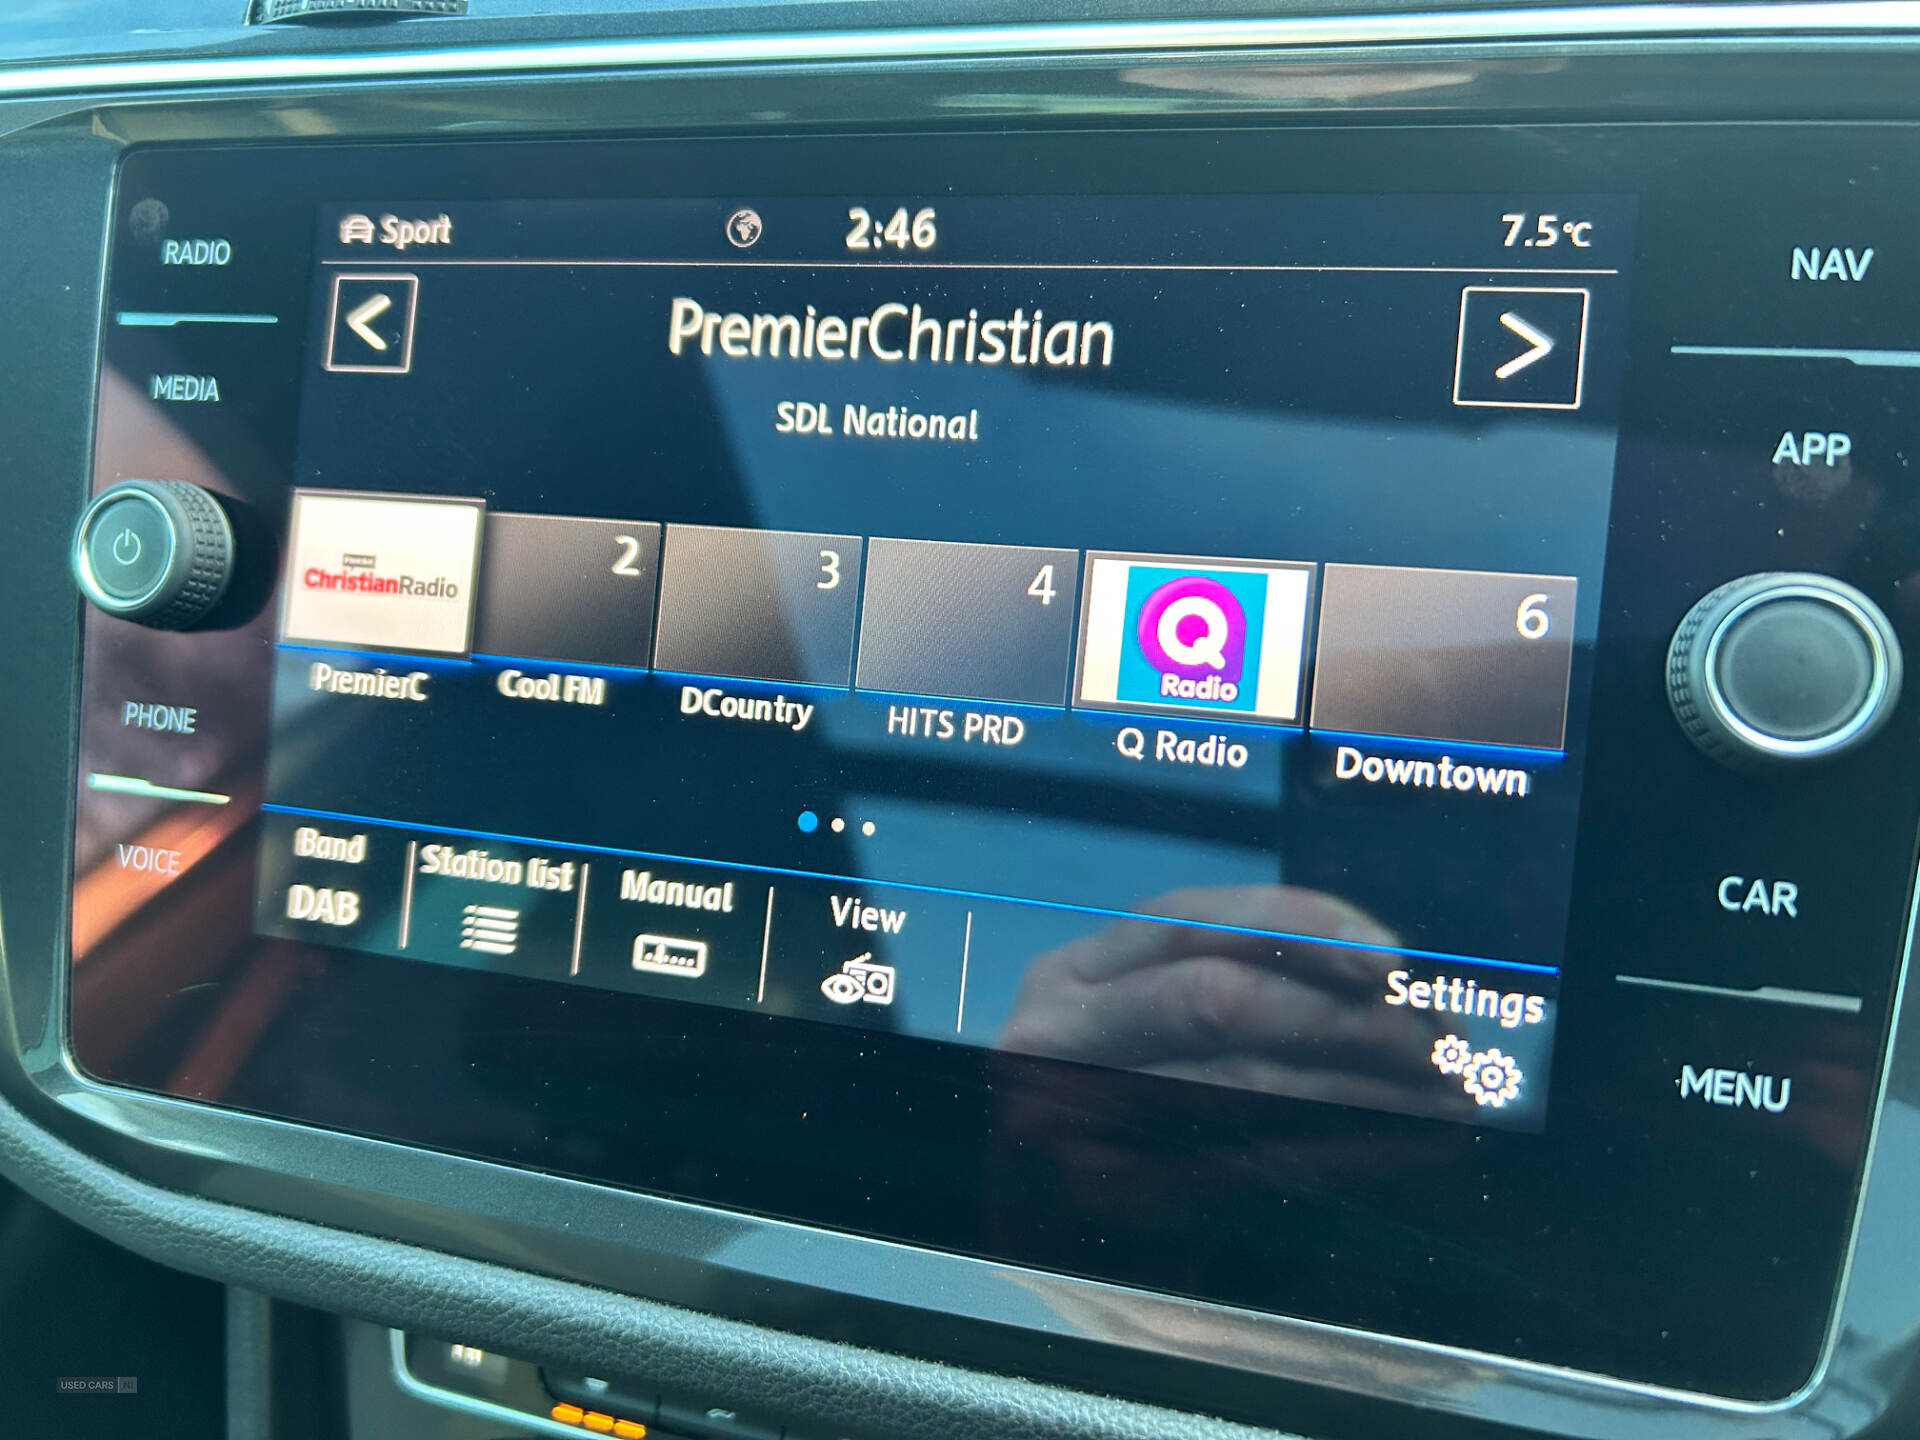 Sport 2:46 7.5°C
RADIO
NAV
< PremierChristian >
MEDIA
SDL National
APP
2 3 4 6
Premier
ChristianRadio
Q
Radio
PremierC Cool FM DCountry HITS PRD Q Radio Downtown
PHONE
VOICE
Band
DAB
Station list
Manual
View
Settings
CAR
MENU
USED CARS NI